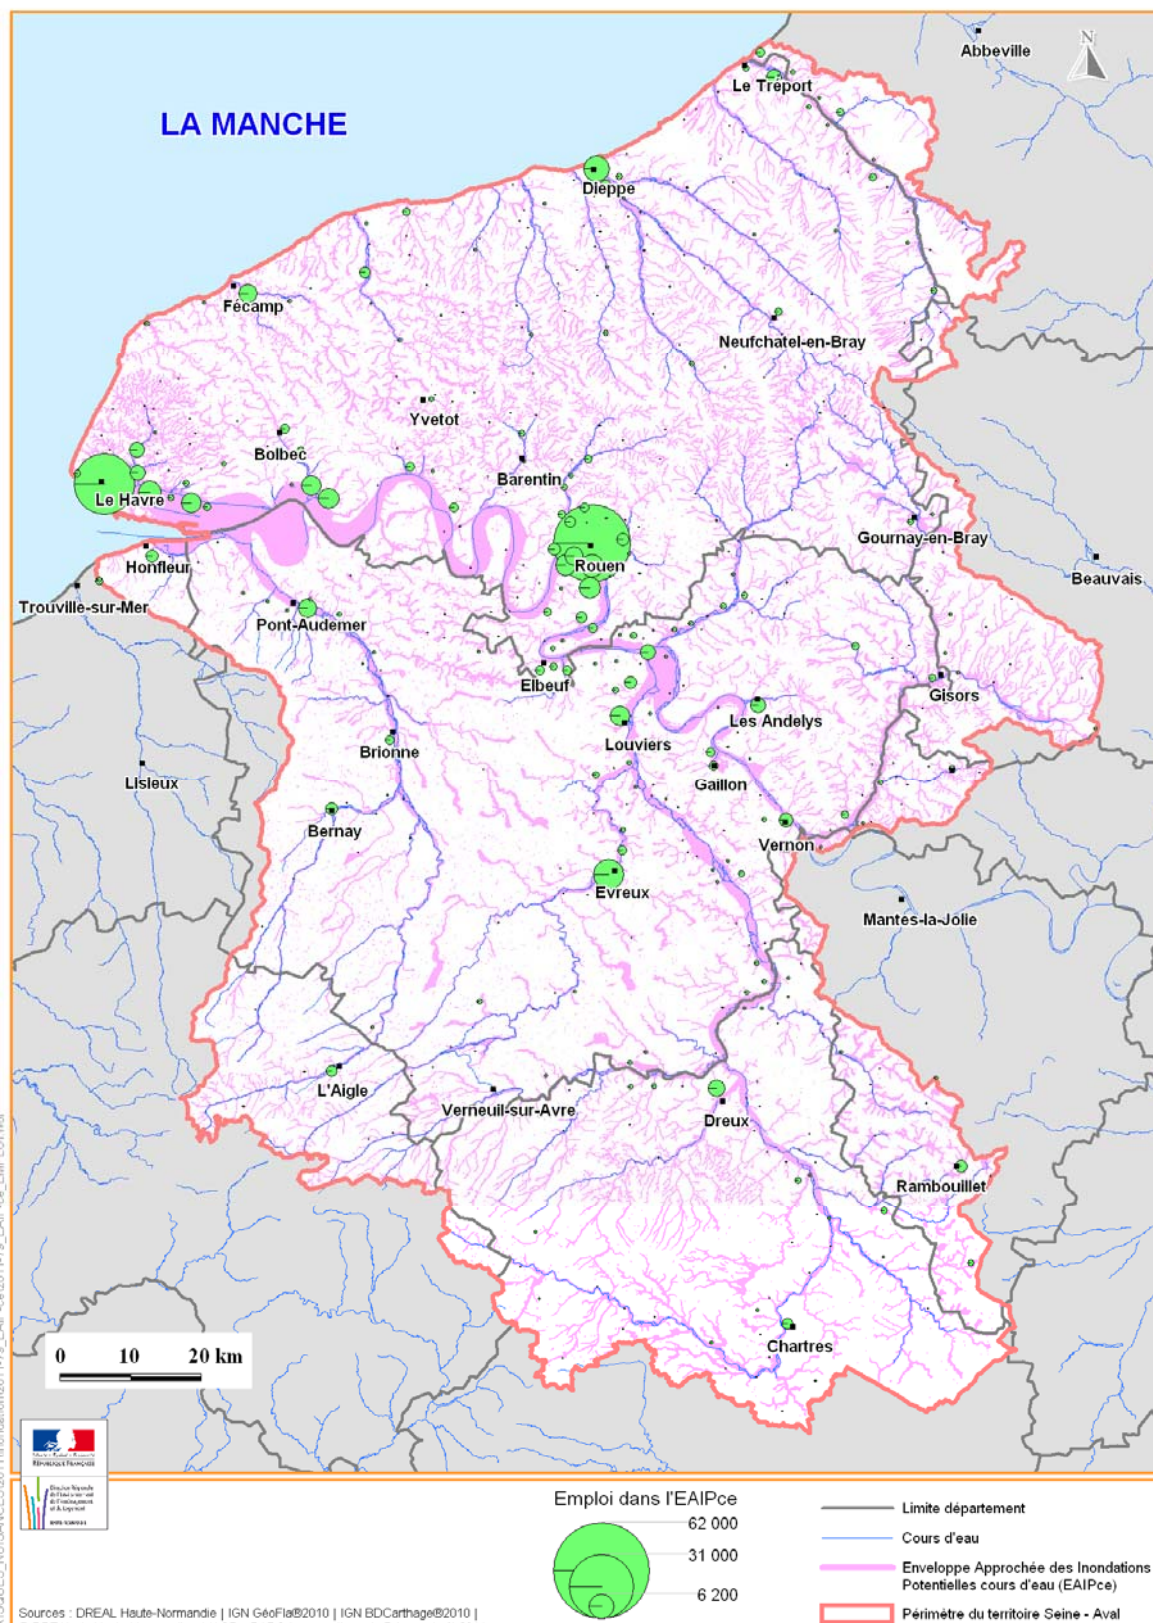 Abbeville
N
Le Tréport
LA MANCHE
Dieppe
Fécamp
Neufchatel-en-Bray
Yvetot
Bolbec
Barentin
Le Havre
Gournay-en-Bray
Rouen
Honfleur
Beauvais
Trouville-sur-Mer
Pont-Audemer
Elbeuf
Gisors
Les Andelys
Louviers
Brionne
Gaillon
Lisieux
Bernay
Vernon
Evreux
Mantes-la-Jolie
L'Aigle
Verneuil-sur-Avre
Dreux
Rambouillet
Chartres
0 10 20 km
RÉPUBLIQUE FRANÇAISE
Emploi dans l'EAIPce
62 000
31 000
6 200
Limite département
Cours d'eau
Enveloppe Approchée des Inondations
Potentielles cours d'eau (EAIPce)
Périmètre du territoire Seine - Aval
Sources : DREAL Haute-Normandie | IGN GéoFla®2010 | IGN BDCarthage®2010 |